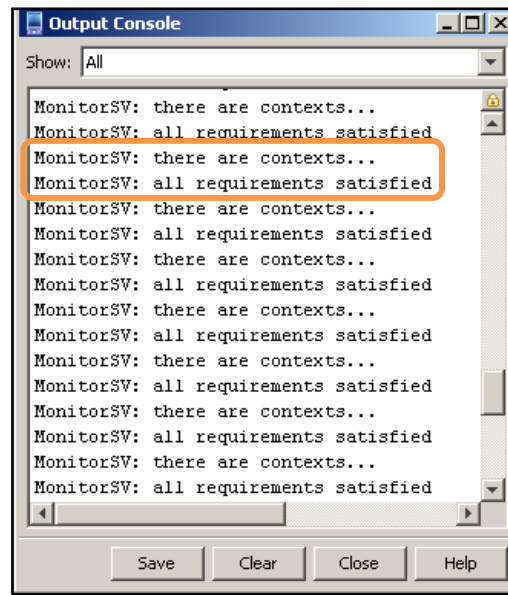 Output Console
Show: All
MonitorSV: there are contexts...
MonitorSV: all requirements satisfied
MonitorSV: there are contexts...
MonitorSV: all requirements satisfied
MonitorSV: there are contexts...
MonitorSV: all requirements satisfied
MonitorSV: there are contexts...
MonitorSV: all requirements satisfied
MonitorSV: there are contexts...
MonitorSV: all requirements satisfied
MonitorSV: there are contexts...
MonitorSV: all requirements satisfied
MonitorSV: there are contexts...
MonitorSV: all requirements satisfied
MonitorSV: there are contexts...
MonitorSV: all requirements satisfied
Save Clear Close Help